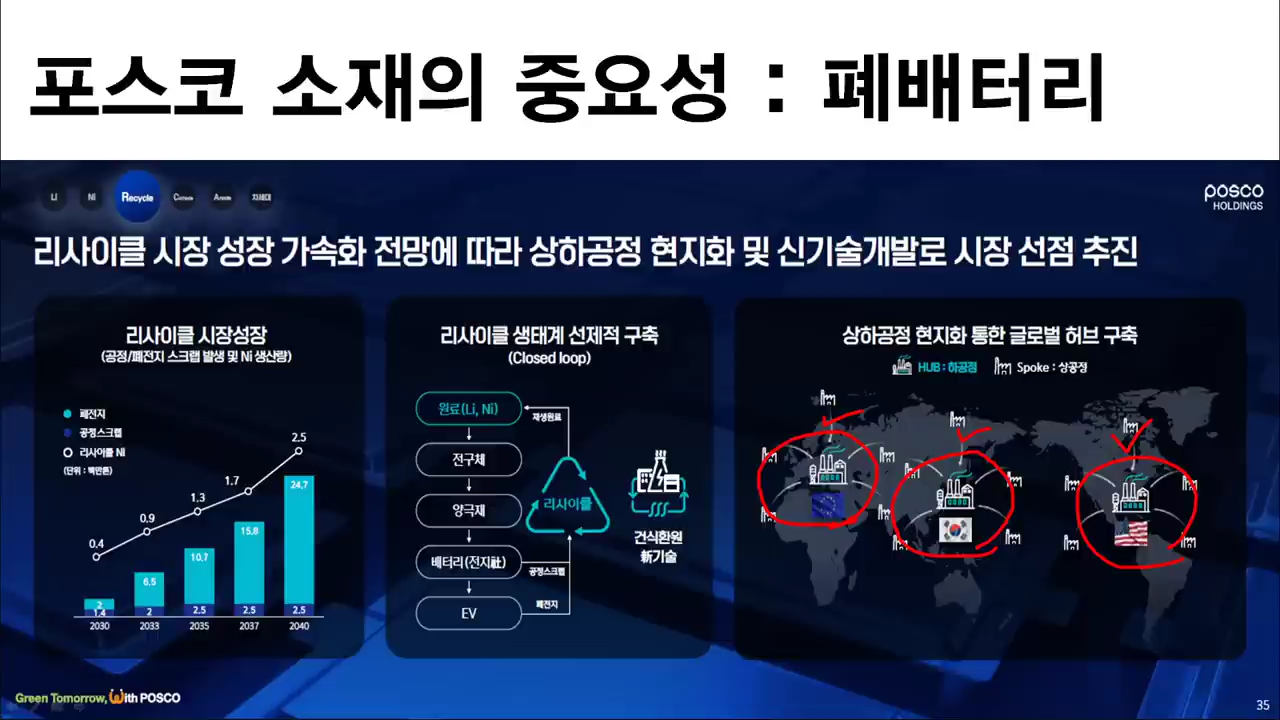 포스코 소재의 중요성 : 폐배터리
Li
Ni
Recycle
Cathode
Anode
차세대
posco
HOLDINGS
리사이클 시장 성장 가속화 전망에 따라 상하공정 현지화 및 신기술개발로 시장 선점 추진
리사이클 시장성장
(공정/폐전지 스크랩 발생 및 Ni 생산량)
폐전지
공정스크랩
리사이클 Ni
(단위 : 백만톤)
0.4
0.9
1.3
1.7
2.5
2
6.5
10.7
15.8
24.7
1.4
2
2.5
2.5
2.5
2030
2033
2035
2037
2040
리사이클 생태계 선제적 구축
(Closed loop)
원료(Li, Ni)
전구체
양극재
배터리(전지社)
EV
재생원료
리사이클
공정스크랩
폐전지
건식환원
新기술
상하공정 현지화 통한 글로벌 허브 구축
HUB : 하공정
Spoke : 상공정
Green Tomorrow, With POSCO
35